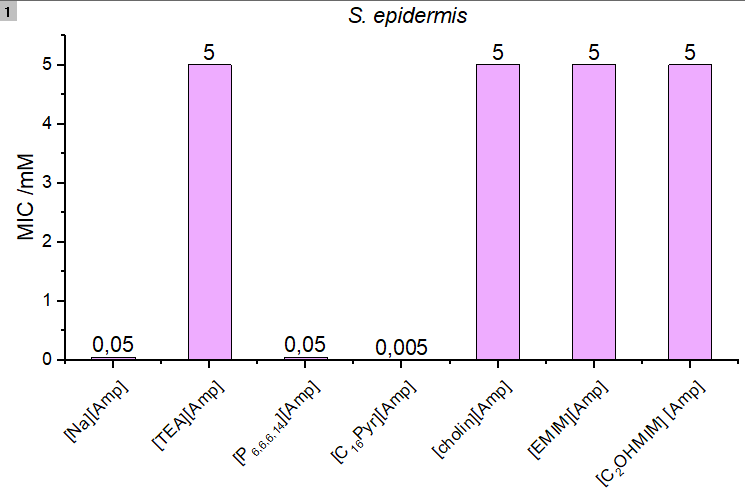 1
S. epidermis
MIC /mM
5
4
3
2
1
0
0,05
5
0,05
0,005
5
5
5
[Na][Amp]
[TEA][Amp]
[P6,6,6,14][Amp]
[C16Pyr][Amp]
[cholin][Amp]
[EMIM][Amp]
[C2OHMIM] [Amp]